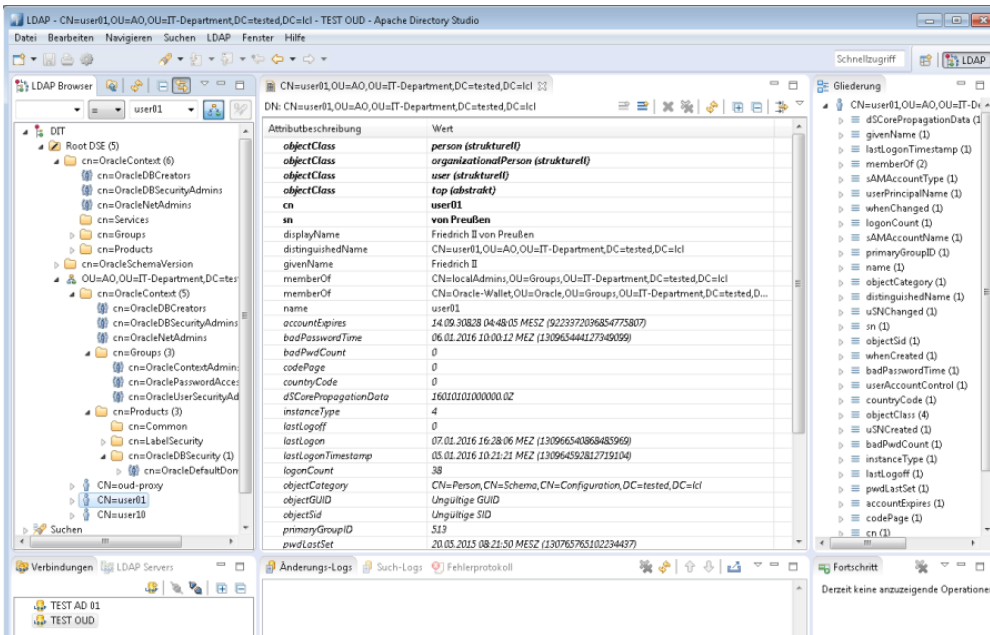 LDAP - CN=user01,OU=AO,OU=IT-Department,DC=tested,DC=lcl - TEST OUD - Apache Directory Studio
Datei Bearbeiten Navigieren Suchen LDAP Fenster Hilfe
Schnellzugriff LDAP
LDAP Browser
= user01
DIT
Root DSE (5)
cn=OracleContext (6)
cn=OracleDBCreators
cn=OracleDBSecurityAdmins
cn=OracleNetAdmins
cn=Services
cn=Groups
cn=Products
cn=OracleSchemaVersion
OU=AO,OU=IT-Department,DC=tes
cn=OracleContext (5)
cn=OracleDBCreators
cn=OracleDBSecurityAdmins
cn=OracleNetAdmins
cn=Groups (3)
cn=OracleContextAdmin
cn=OraclePasswordAcces
cn=OracleUserSecurityAd
cn=Products (3)
cn=Common
cn=LabelSecurity
cn=OracleDBSecurity (1)
cn=OracleDefaultDon
CN=oud-proxy
CN=user01
CN=user10
Suchen
CN=user01,OU=AO,OU=IT-Department,DC=tested,DC=lcl
DN: CN=user01,OU=AO,OU=IT-Department,DC=tested,DC=lcl
Attributbeschreibung Wert
objectClass person (strukturell)
objectClass organizationalPerson (strukturell)
objectClass user (strukturell)
objectClass top (abstrakt)
cn user01
sn von Preußen
displayName Friedrich II von Preußen
distinguishedName CN=user01,OU=AO,OU=IT-Department,DC=tested,DC=lcl
givenName Friedrich II
memberOf CN=localAdmins,OU=Groups,OU=IT-Department,DC=tested,DC=lcl
memberOf CN=Oracle-Wallet,OU=Oracle,OU=Groups,OU=IT-Department,DC=tested,D...
name user01
accountExpires 14.09.30828 04:48:05 MESZ (9223372036854775807)
badPasswordTime 06.01.2016 10:00:12 MEZ (130965444127349099)
badPwdCount 0
codePage 0
countryCode 0
dSCorePropagationData 16010101000000.0Z
instanceType 4
lastLogoff 0
lastLogon 07.01.2016 16:28:06 MEZ (130966540868485969)
lastLogonTimestamp 05.01.2016 10:21:21 MEZ (130964592812719104)
logonCount 38
objectCategory CN=Person,CN=Schema,CN=Configuration,DC=tested,DC=lcl
objectGUID Ungültige GUID
objectSid Ungültige SID
primaryGroupID 513
pwdLastSet 20.05.2015 08:21:50 MESZ (130765765102234437)
Gliederung
CN=user01,OU=AO,OU=IT-De
dSCorePropagationData (1
givenName (1)
lastLogonTimestamp (1)
memberOf (2)
sAMAccountType (1)
userPrincipalName (1)
whenChanged (1)
logonCount (1)
sAMAccountName (1)
primaryGroupID (1)
name (1)
objectCategory (1)
distinguishedName (1)
uSNChanged (1)
sn (1)
objectSid (1)
whenCreated (1)
badPasswordTime (1)
userAccountControl (1)
countryCode (1)
objectClass (4)
uSNCreated (1)
badPwdCount (1)
instanceType (1)
lastLogoff (1)
pwdLastSet (1)
accountExpires (1)
codePage (1)
cn (1)
Verbindungen LDAP Servers
TEST AD 01
TEST OUD
Änderungs-Logs Such-Logs Fehlerprotokoll
Fortschritt
Derzeit keine anzuzeigende Operatione